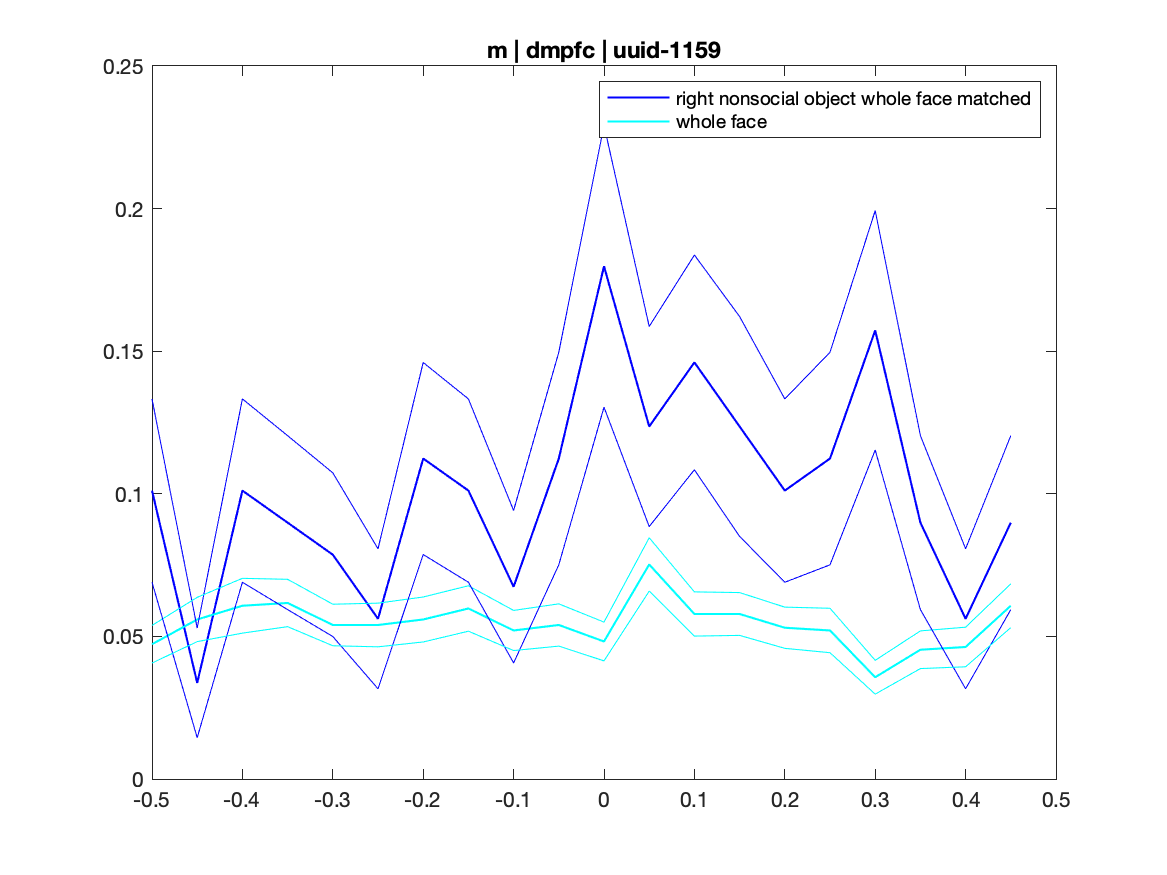 m | dmpfc | uuid-1159
0.25
right nonsocial object whole face matched
whole face
0.2
0.15
0.1
0.05
0
-0.5 -0.4 -0.3 -0.2 -0.1 0 0.1 0.2 0.3 0.4 0.5